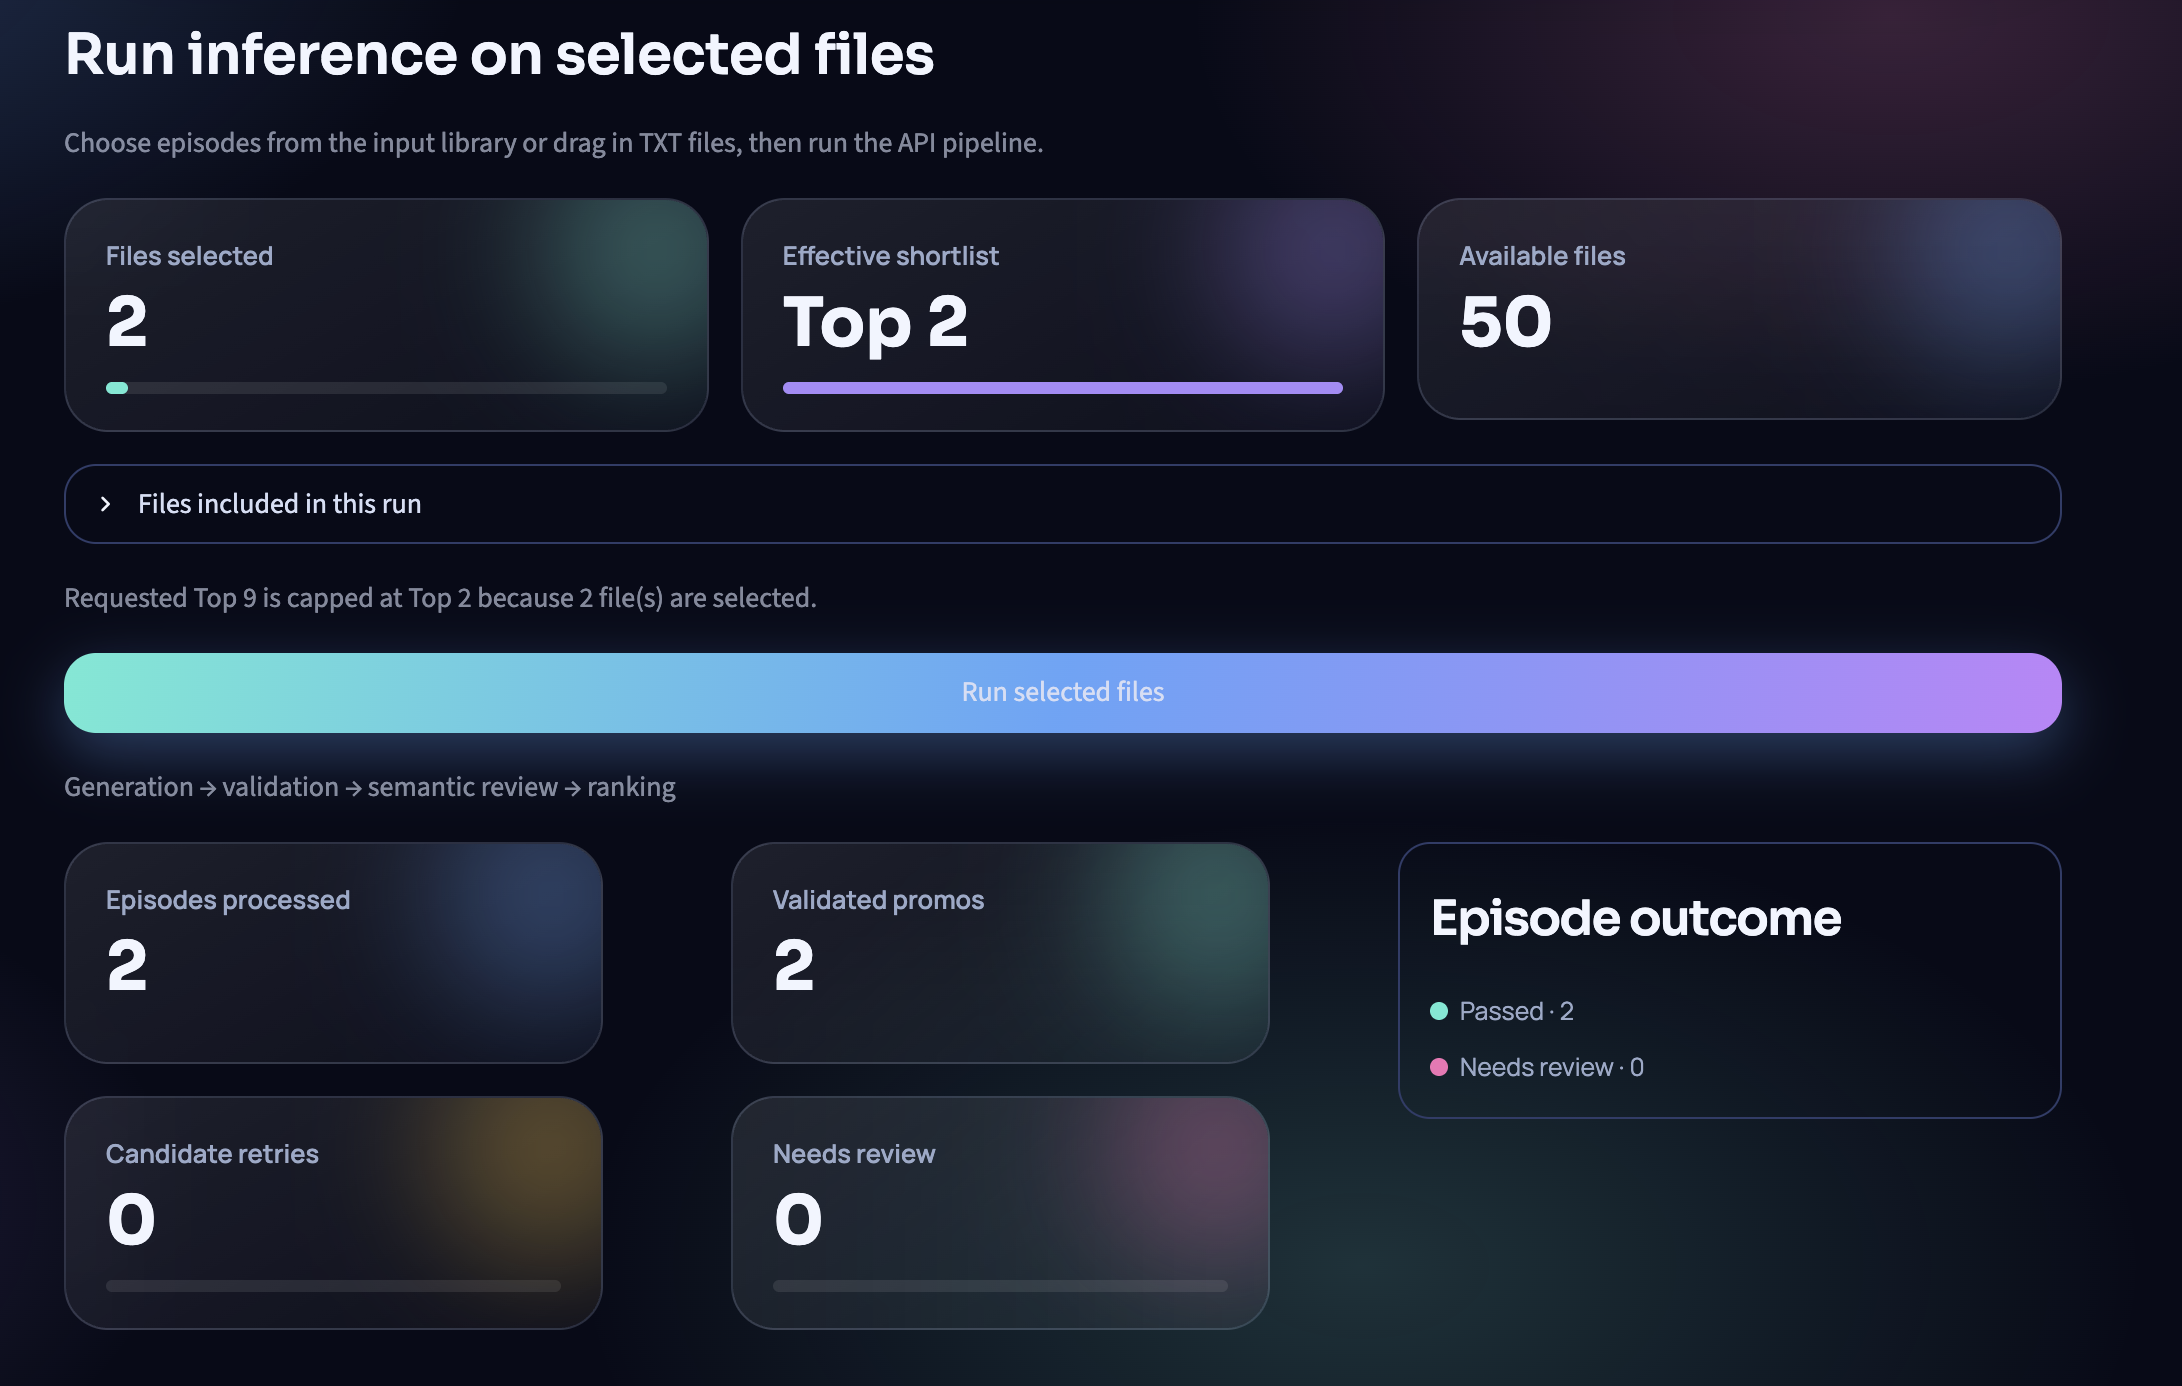 Run inference on selected files
Choose episodes from the input library or drag in TXT files, then run the API pipeline.
Files selected
2
Effective shortlist
Top 2
Available files
50
Files included in this run
Requested Top 9 is capped at Top 2 because 2 file(s) are selected.
Run selected files
Generation → validation → semantic review → ranking
Episodes processed
2
Validated promos
2
Episode outcome
Passed · 2
Needs review · 0
Candidate retries
0
Needs review
0